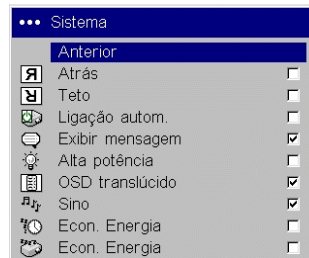 ••• Sistema
Anterior
Atrás
Teto
Ligação autom.
Exibir mensagem
Alta potência
OSD translúcido
Sino
Econ. Energia
Econ. Energia